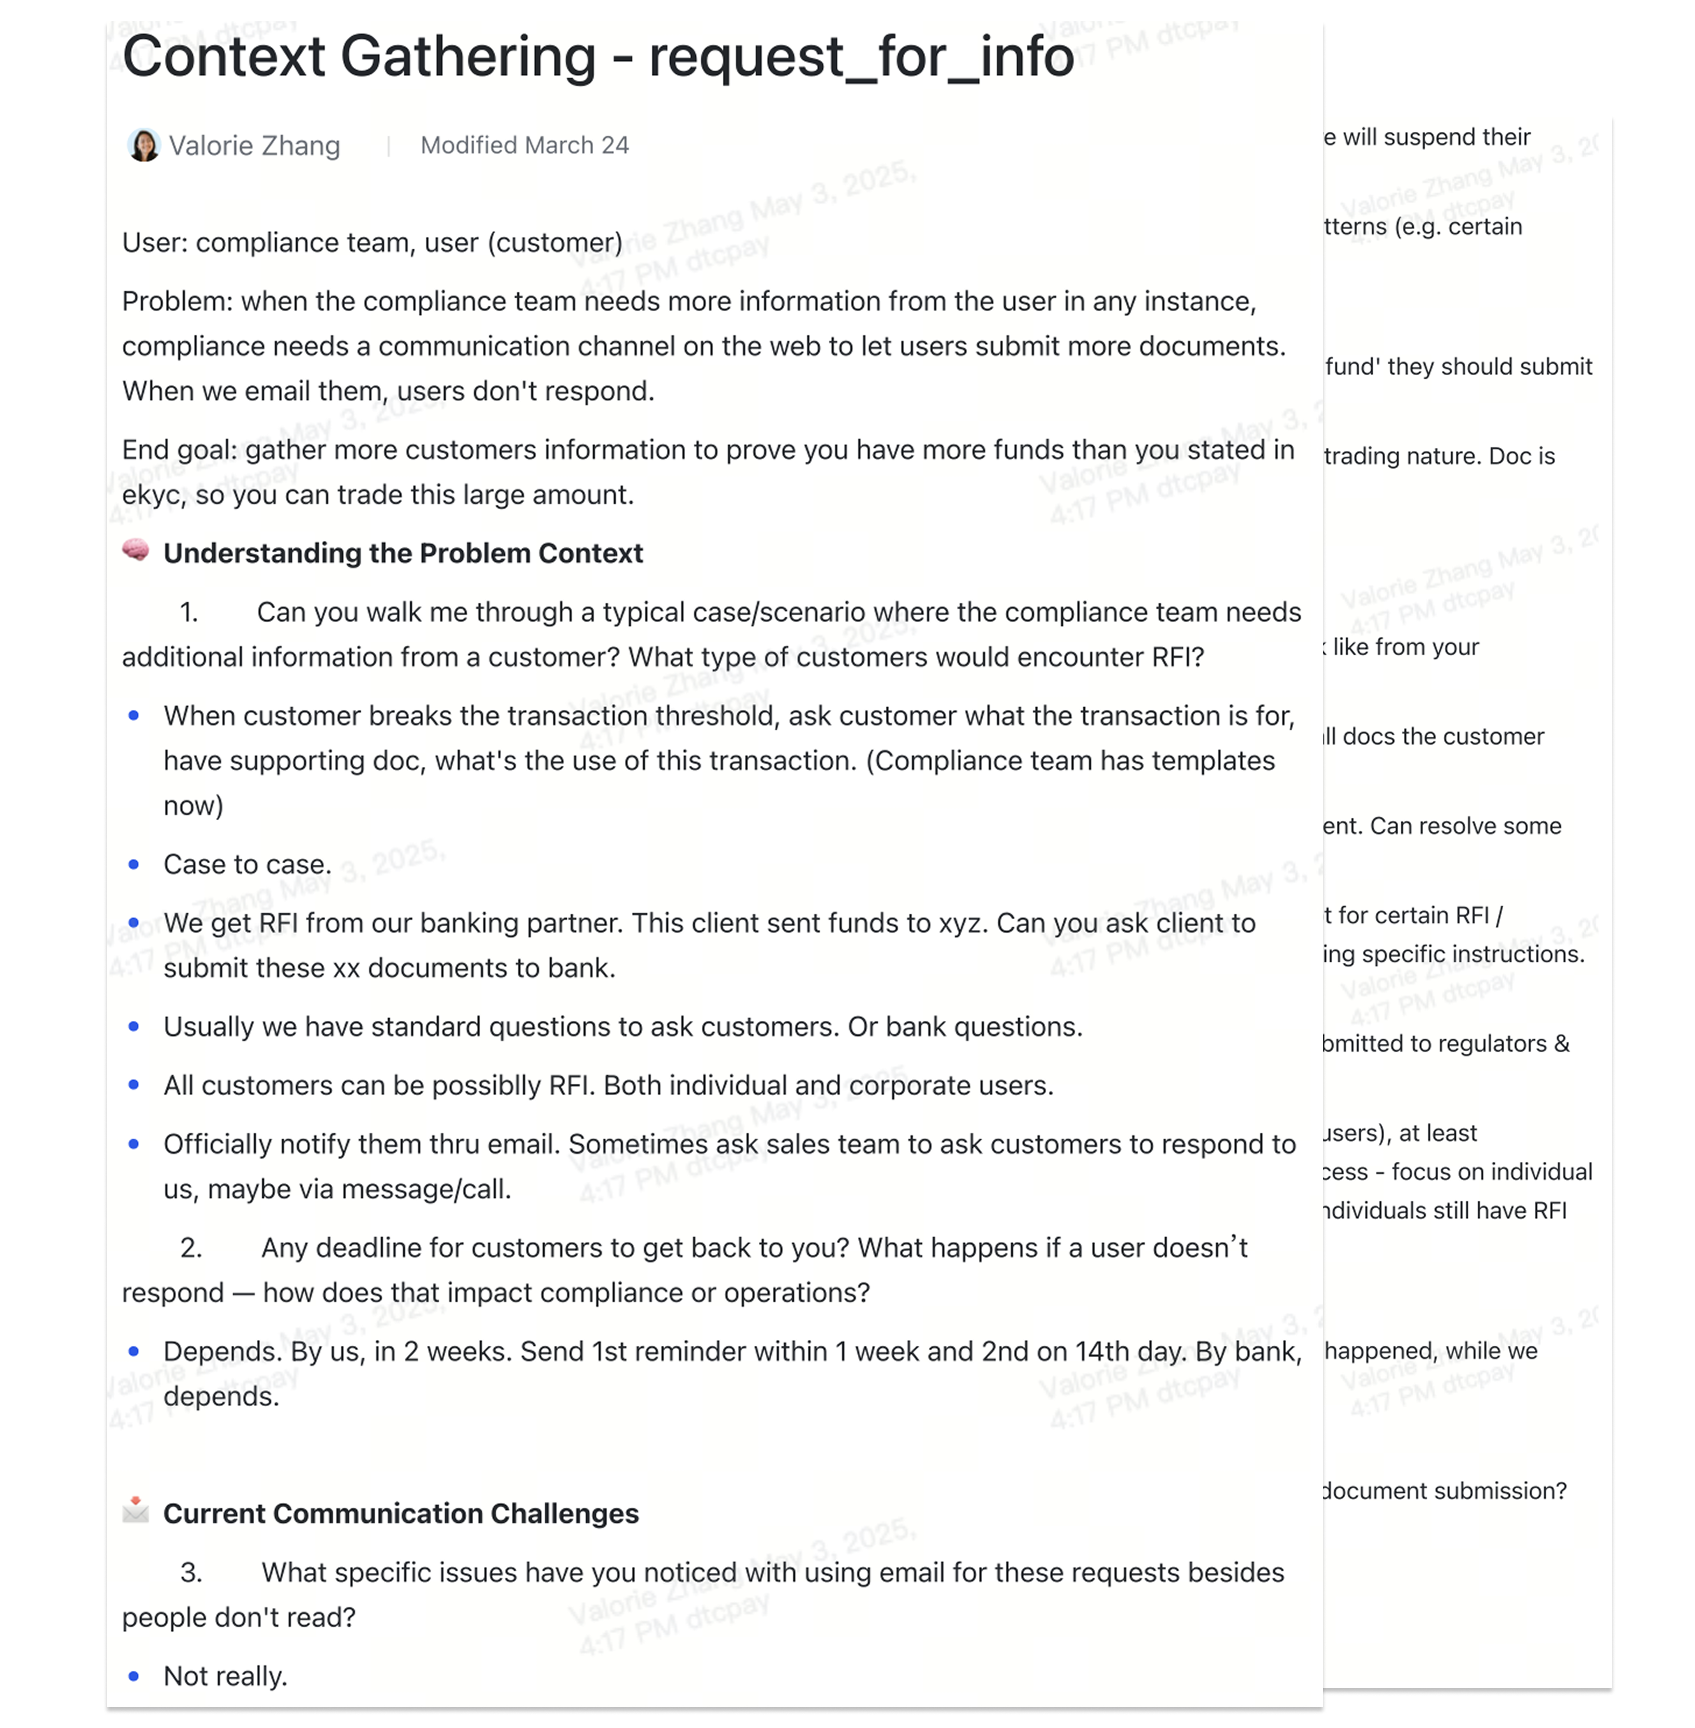 Context Gathering - request_for_info
Valorie Zhang | Modified March 24
User: compliance team, user (customer)
Problem: when the compliance team needs more information from the user in any instance,
compliance needs a communication channel on the web to let users submit more documents.
When we email them, users don't respond.
End goal: gather more customers information to prove you have more funds than you stated in
ekyc, so you can trade this large amount.
🧠 Understanding the Problem Context
1. Can you walk me through a typical case/scenario where the compliance team needs
additional information from a customer? What type of customers would encounter RFI?
• When customer breaks the transaction threshold, ask customer what the transaction is for,
have supporting doc, what's the use of this transaction. (Compliance team has templates
now)
• Case to case.
• We get RFI from our banking partner. This client sent funds to xyz. Can you ask client to
submit these xx documents to bank.
• Usually we have standard questions to ask customers. Or bank questions.
• All customers can be possiblly RFI. Both individual and corporate users.
• Officially notify them thru email. Sometimes ask sales team to ask customers to respond to
us, maybe via message/call.
2. Any deadline for customers to get back to you? What happens if a user doesn’t
respond — how does that impact compliance or operations?
• Depends. By us, in 2 weeks. Send 1st reminder within 1 week and 2nd on 14th day. By bank,
depends.
📩 Current Communication Challenges
3. What specific issues have you noticed with using email for these requests besides
people don't read?
• Not really.
e will suspend their
tterns (e.g. certain
fund' they should submit
trading nature. Doc is
like from your
ll docs the customer
ent. Can resolve some
t for certain RFI /
ing specific instructions.
bmitted to regulators &
users), at least
cess - focus on individual
ndividuals still have RFI
happened, while we
document submission?
Valorie Zhang May 3, 2025,
4:17 PM dtcpay